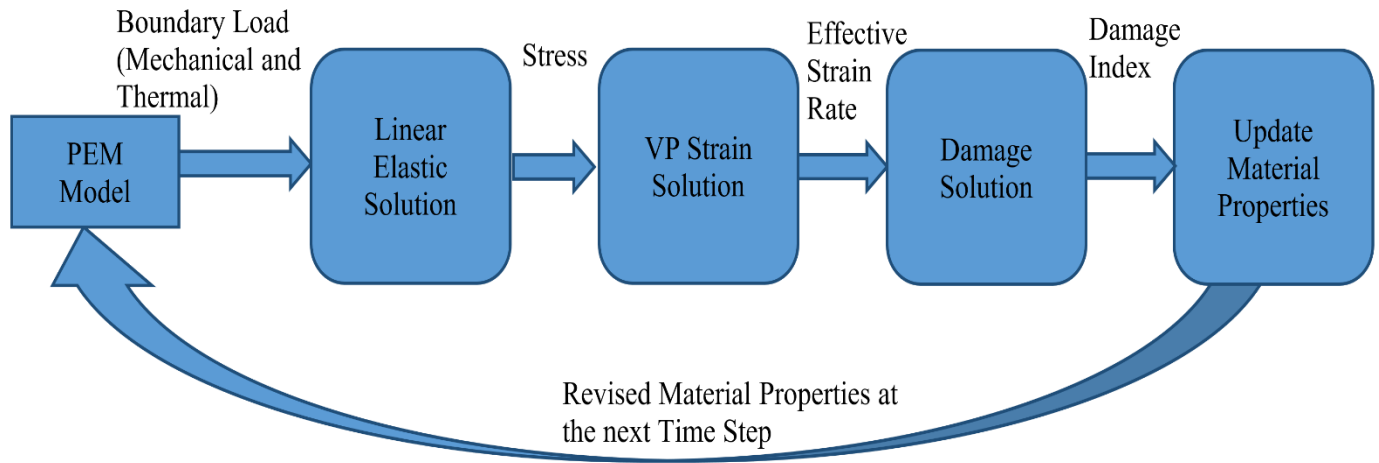 Boundary Load
(Mechanical and
Thermal)
PEM
Model
Linear
Elastic
Solution
Stress
VP Strain
Solution
Effective
Strain
Rate
Damage
Solution
Damage
Index
Update
Material
Properties
Revised Material Properties at
the next Time Step